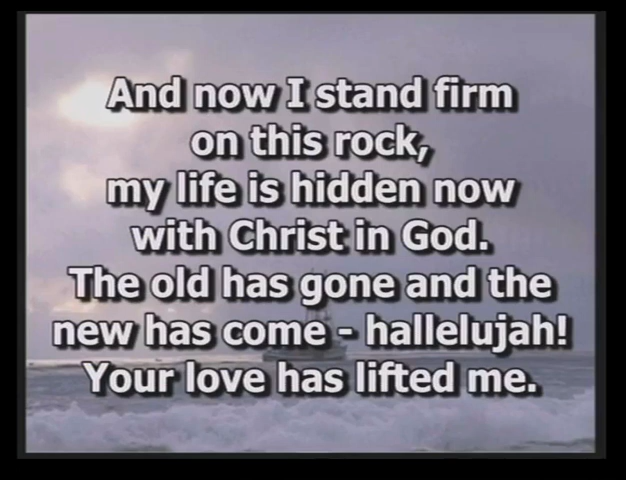 And now I stand firm
on this rock,
my life is hidden now
with Christ in God.
The old has gone and the
new has come - hallelujah!
Your love has lifted me.